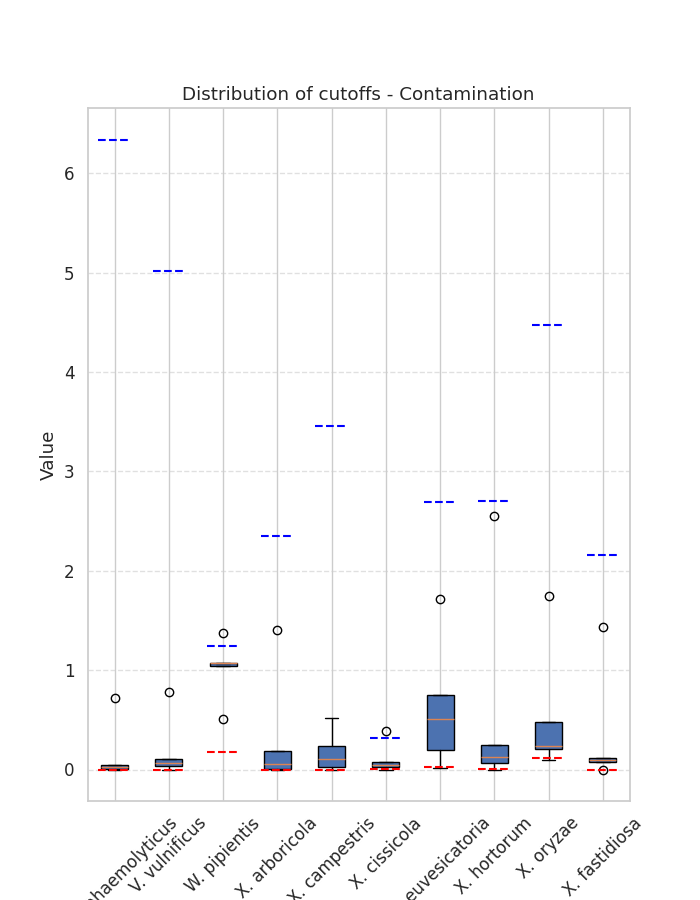 Distribution of cutoffs - Contamination
Value
6
5
4
3
2
1
0
V. vulnificus
W. pipientis
X. arboricola
X. campestris
X. cissicola
euvesicatoria
X. hortorum
X. oryzae
X. fastidiosa